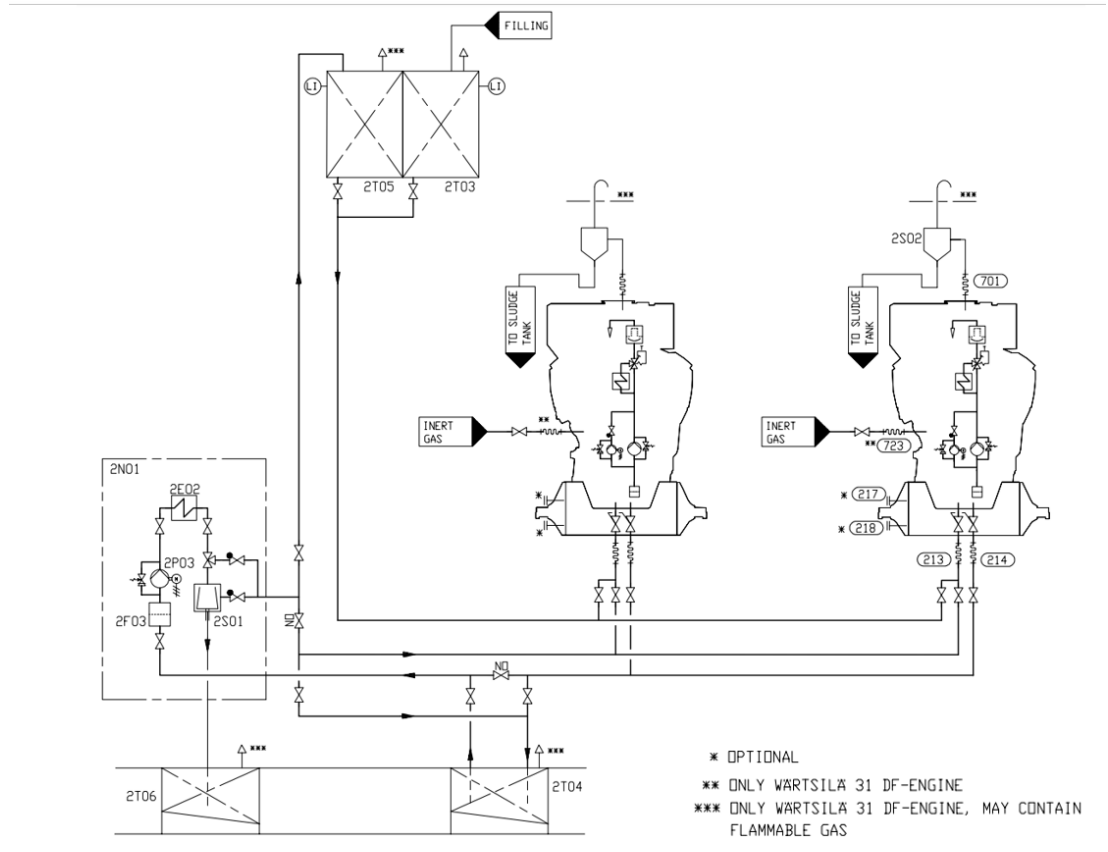 FILLING
***
LI
LI
2T05
2T03
***
***
2S02
701
TO SLUDGE
TANK
TO SLUDGE
TANK
INERT
GAS
**
INERT
GAS
**
723
2N01
2E02
*
*
* 217
* 218
2P03
213
214
2F03
2S01
NO
NO
***
***
2T06
2T04
* OPTIONAL
** ONLY WÄRTSILÄ 31 DF-ENGINE
*** ONLY WÄRTSILÄ 31 DF-ENGINE, MAY CONTAIN
FLAMMABLE GAS